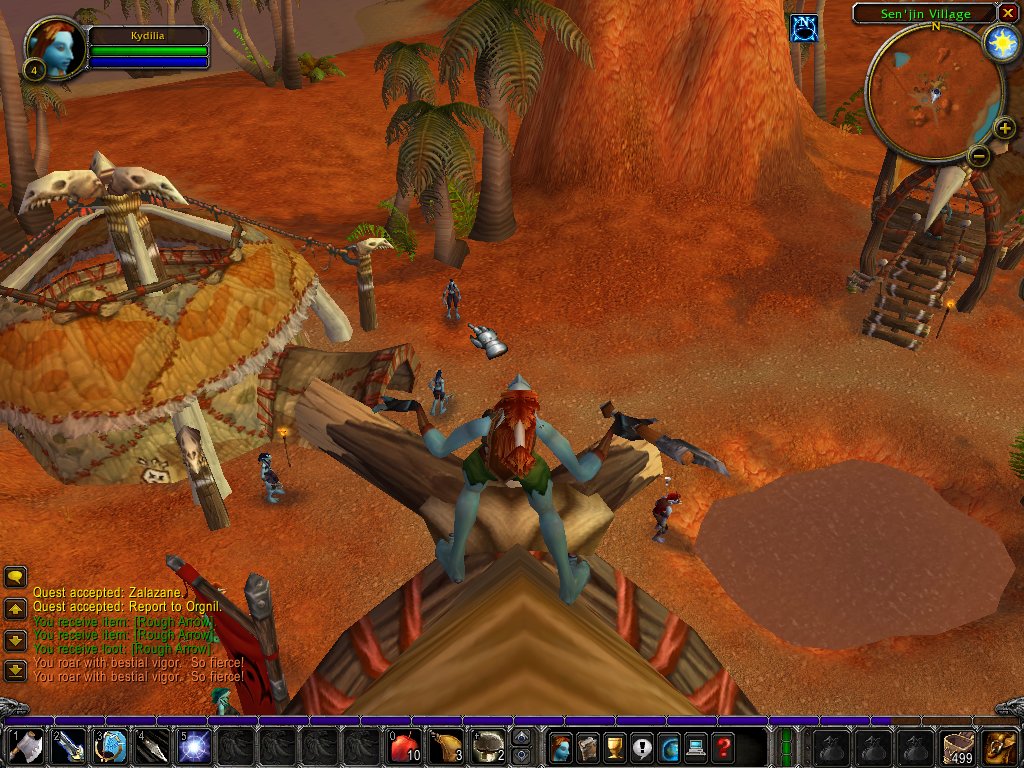 Kydilia
4
Sen'jin Village
N
N
Quest accepted: Zalazane.
Quest accepted: Report to Orgnil.
You receive item: [Rough Arrow].
You receive item: [Rough Arrow].
You receive loot: [Rough Arrow].
You roar with bestial vigor. So fierce!
You roar with bestial vigor. So fierce!
1
2
3
4
5
0
10
-
3
2
499